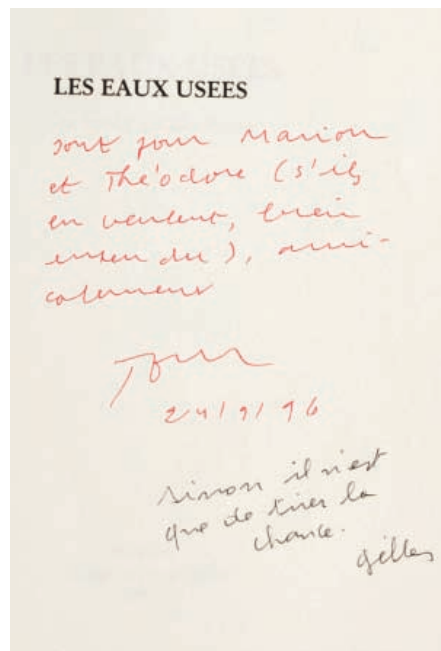 LES EAUX USEES
sont pour Marion
et Théodore (s'ils
en veulent, bien
entendu), ami-
calement
24/9/96
sinon il n'est
que de tirer la
chance.
Gilles